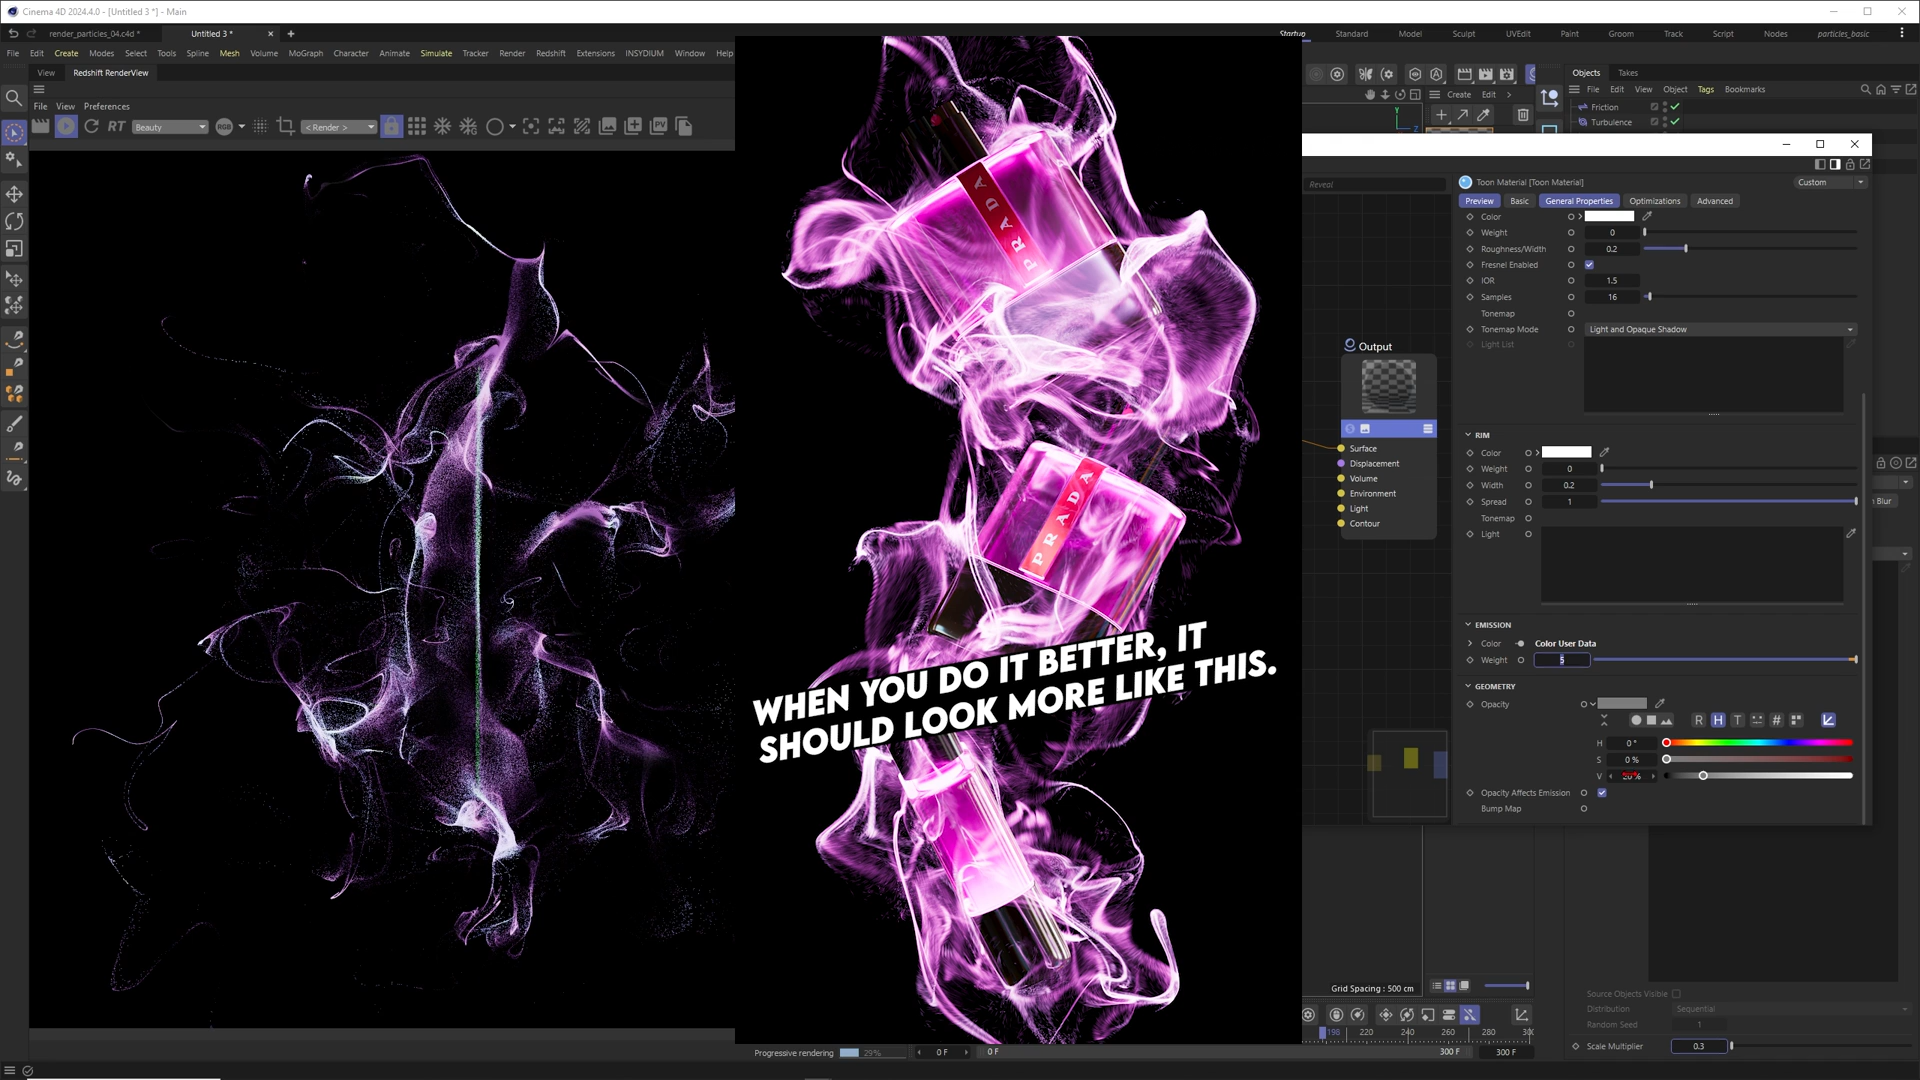 Cinema 4D 2024.4.0 - [Untitled 3 *] - Main
render_particles_04.c4d *
Untitled 3 *
Startup
Standard
Model
Sculpt
UVEdit
Paint
Groom
Track
Script
Nodes
particles_basic
File Edit Create Modes Select Tools Spline Mesh Volume MoGraph Character Animate Simulate Tracker Render Redshift Extensions INSYDIUM Window Help
View
Redshift RenderView
Objects
Takes
File View Preferences
File Edit View Object Tags Bookmarks
Create Edit
RT
Beauty
RGB
< Render >
PV
Friction
Turbulence
Y
Z
Reveal
Toon Material [Toon Material]
Custom
Preview
Basic
General Properties
Optimizations
Advanced
Color
Weight 0
Roughness/Width 0.2
Fresnel Enabled
IOR 1.5
Samples 16
Tonemap
Tonemap Mode Light and Opaque Shadow
Light List
Output
Surface
Displacement
Volume
Environment
Light
Contour
RIM
Color
Weight 0
Width 0.2
Spread 1
Tonemap
Light
Blur
EMISSION
Color Color User Data
Weight 5
GEOMETRY
Opacity
R H T #
H 0 °
S 0 %
V
Opacity Affects Emission
Bump Map
PRADA
PRADA
WHEN YOU DO IT BETTER, IT
SHOULD LOOK MORE LIKE THIS.
Grid Spacing : 500 cm
Source Objects Visible
Distribution Sequential
Random Seed 1
Scale Multiplier 0.3
198 220 240 260 280 300
Progressive rendering 29%
0 F
0 F
300 F
300 F